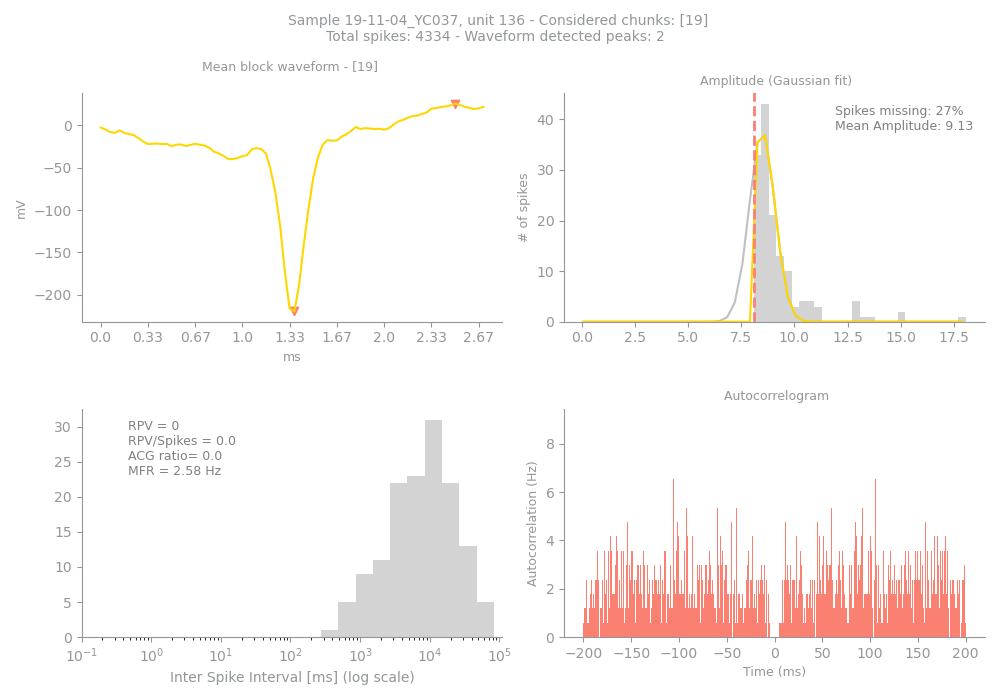 Sample 19-11-04_YC037, unit 136 - Considered chunks: [19]
Total spikes: 4334 - Waveform detected peaks: 2
Mean block waveform - [19]
mV
0
−50
−100
−150
−200
0.0 0.33 0.67 1.0 1.33 1.67 2.0 2.33 2.67
ms
Amplitude (Gaussian fit)
Spikes missing: 27%
Mean Amplitude: 9.13
# of spikes
40
30
20
10
0
0.0 2.5 5.0 7.5 10.0 12.5 15.0 17.5
RPV = 0
RPV/Spikes = 0.0
ACG ratio= 0.0
MFR = 2.58 Hz
30
25
20
15
10
5
0
10⁻¹ 10⁰ 10¹ 10² 10³ 10⁴ 10⁵
Inter Spike Interval [ms] (log scale)
Autocorrelogram
Autocorrelation (Hz)
8
6
4
2
0
−200 −150 −100 −50 0 50 100 150 200
Time (ms)